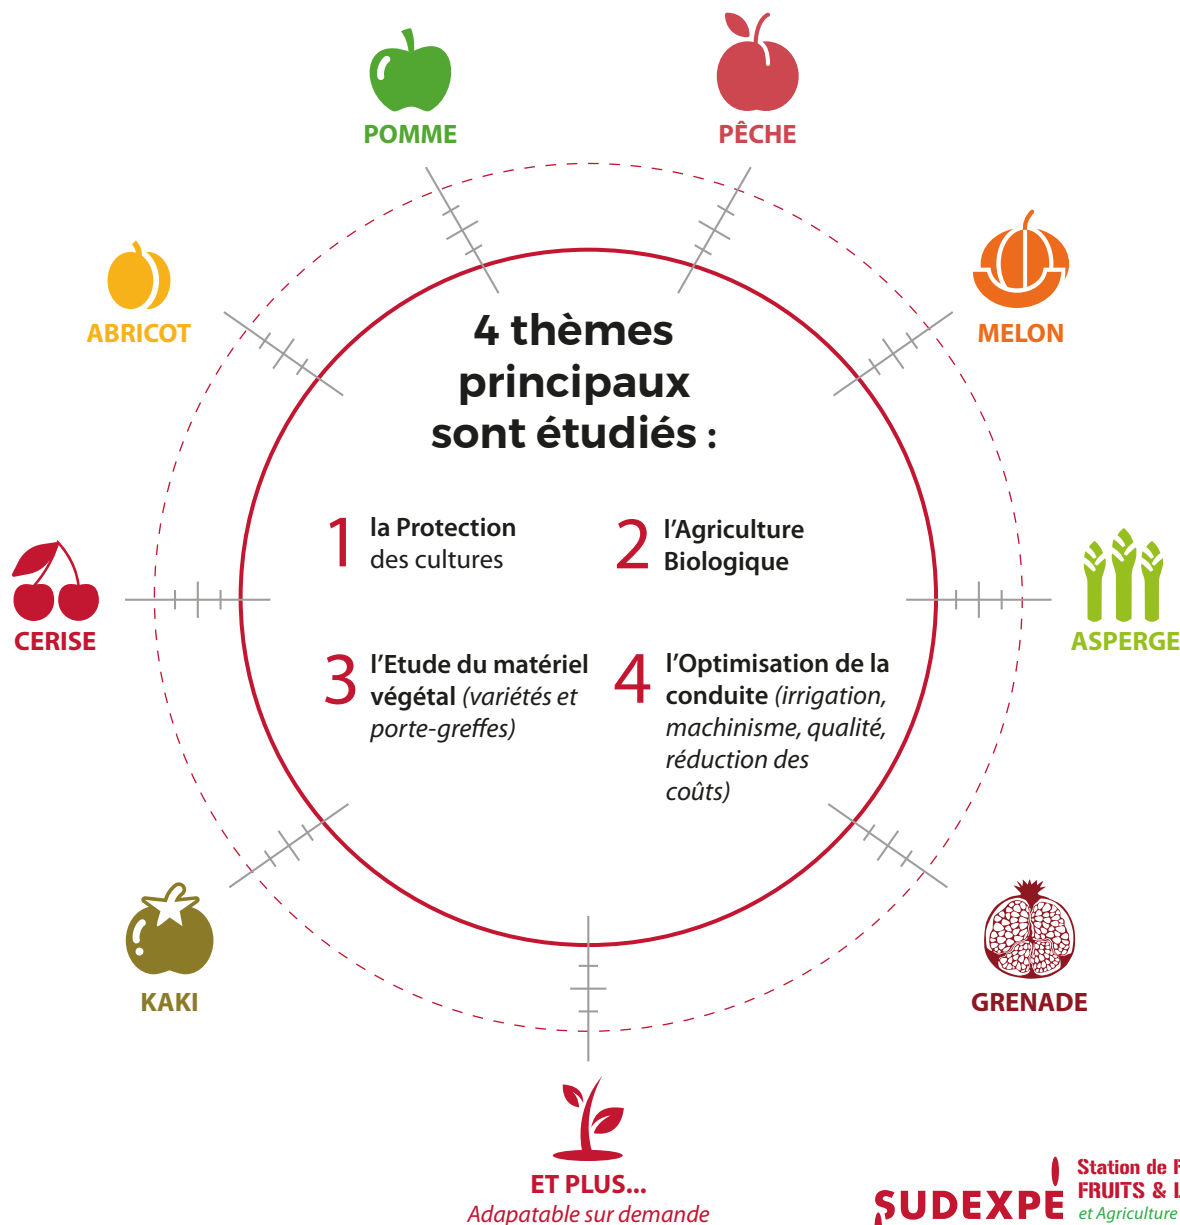 POMME
PÊCHE
ABRICOT
MELON
4 thèmes
principaux
sont étudiés :
1 la Protection
des cultures
2 l'Agriculture
Biologique
CERISE
ASPERGE
3 l'Etude du matériel
végétal (variétés et
porte-greffes)
4 l'Optimisation de la
conduite (irrigation,
machinisme, qualité,
réduction des
coûts)
KAKI
GRENADE
ET PLUS...
Adapatable sur demande
SUDEXPE
Station de
FRUITS &
et Agriculture